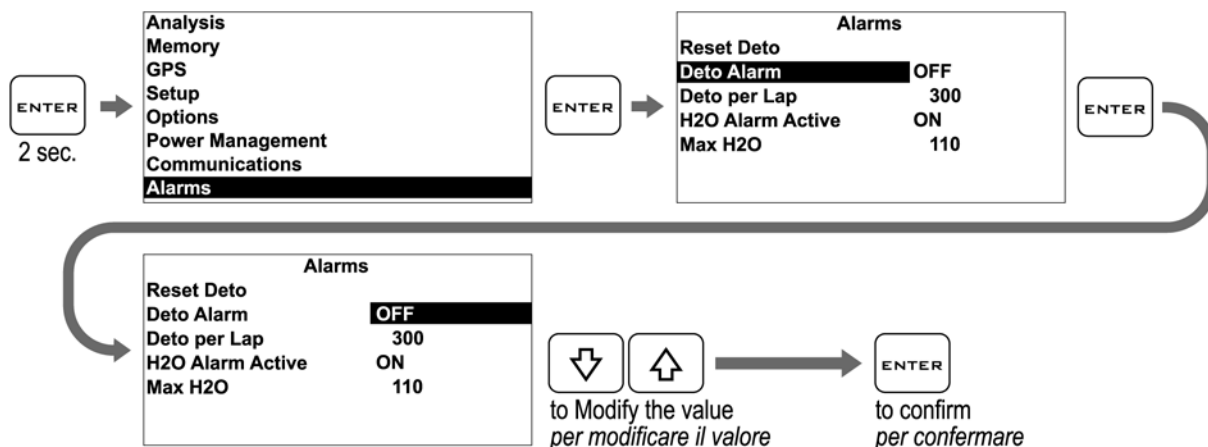 Analysis
Memory
GPS
Setup
Options
Power Management
Communications
Alarms
ENTER
2 sec.
ENTER
Alarms
Reset Deto
Deto Alarm OFF
Deto per Lap 300
H2O Alarm Active ON
Max H2O 110
ENTER
Alarms
Reset Deto
Deto Alarm OFF
Deto per Lap 300
H2O Alarm Active ON
Max H2O 110
to Modify the value
per modificare il valore
ENTER
to confirm
per confermare